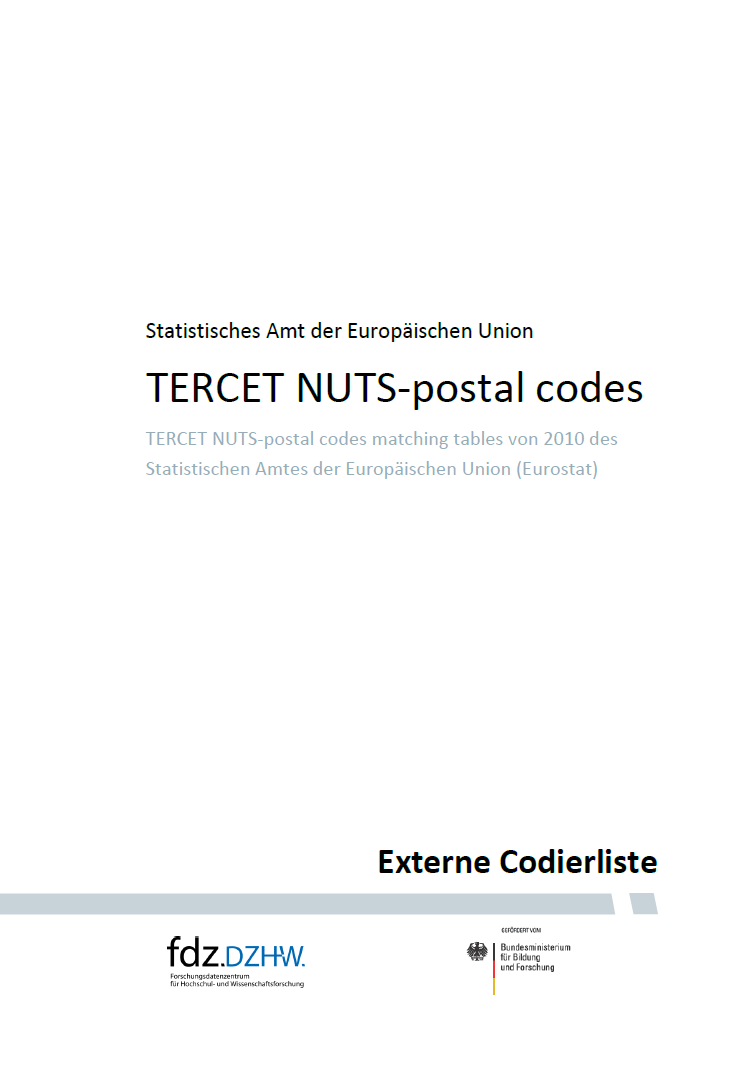 Statistisches Amt der Europäischen Union
TERCET NUTS-postal codes
TERCET NUTS-postal codes matching tables von 2010 des
Statistischen Amtes der Europäischen Union (Eurostat)
Externe Codierliste
fdz.DZHW.
Forschungsdatenzentrum
für Hochschul- und Wissenschaftsforschung
GEFÖRDERT VOM
Bundesministerium
für Bildung
und Forschung